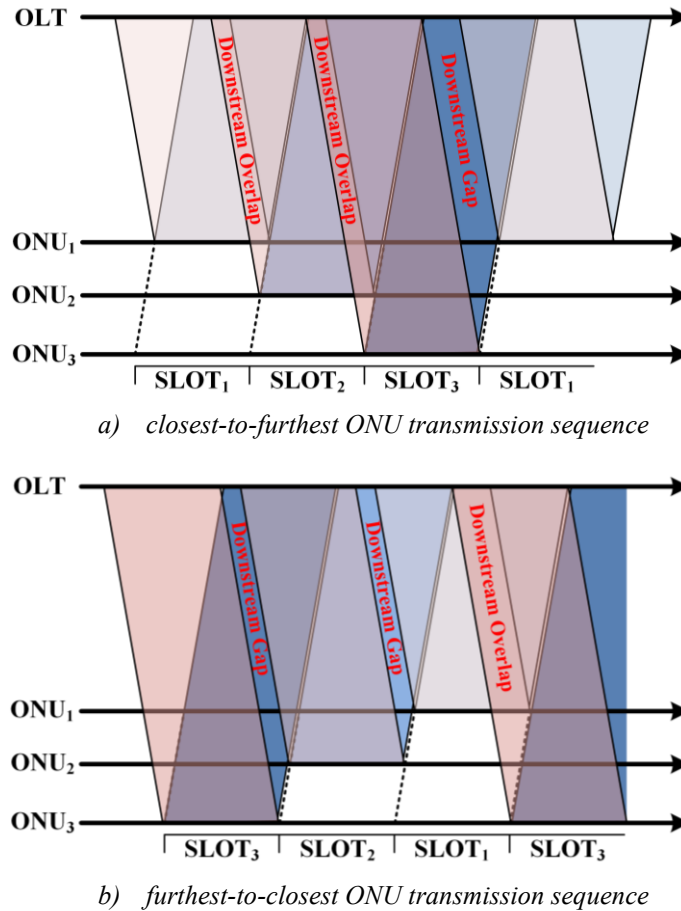 OLT
Downstream Overlap
Downstream Overlap
Downstream Gap
ONU₁
ONU₂
ONU₃
SLOT₁ SLOT₂ SLOT₃ SLOT₁
a) closest-to-furthest ONU transmission sequence
OLT
Downstream Gap
Downstream Gap
Downstream Overlap
ONU₁
ONU₂
ONU₃
SLOT₃ SLOT₂ SLOT₁ SLOT₃
b) furthest-to-closest ONU transmission sequence